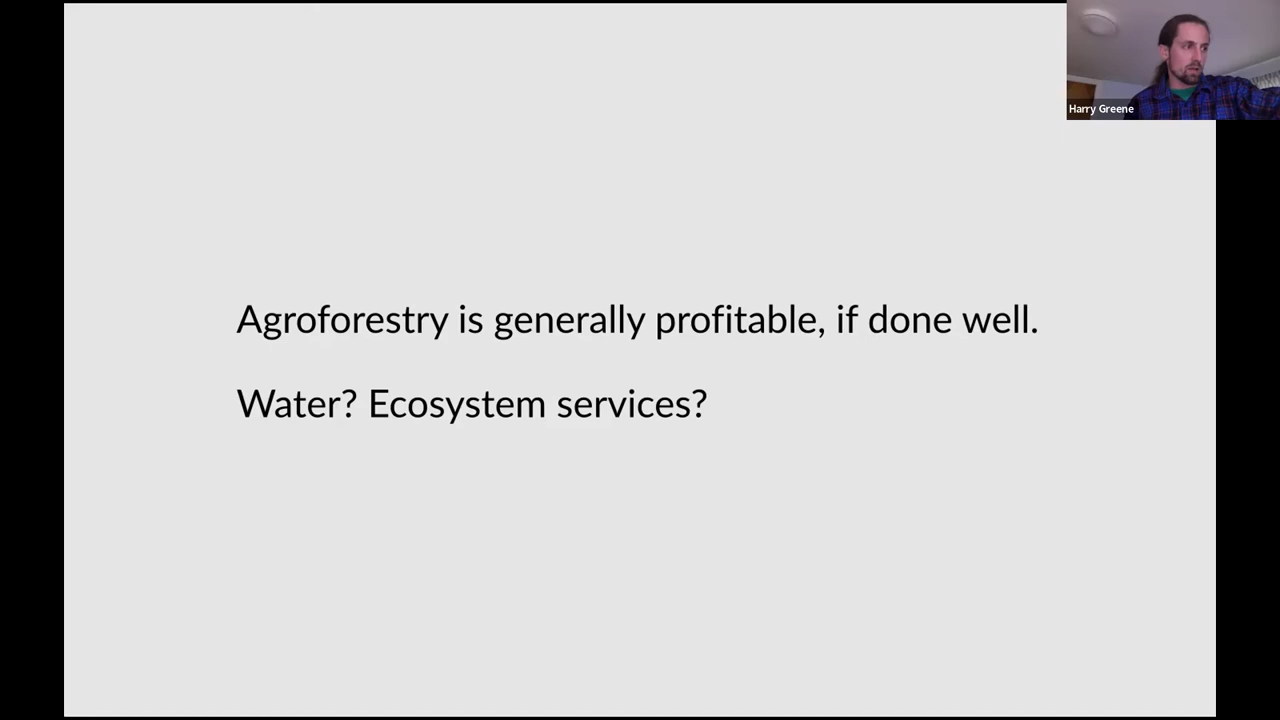 Harry Greene
Agroforestry is generally profitable, if done well.
Water? Ecosystem services?